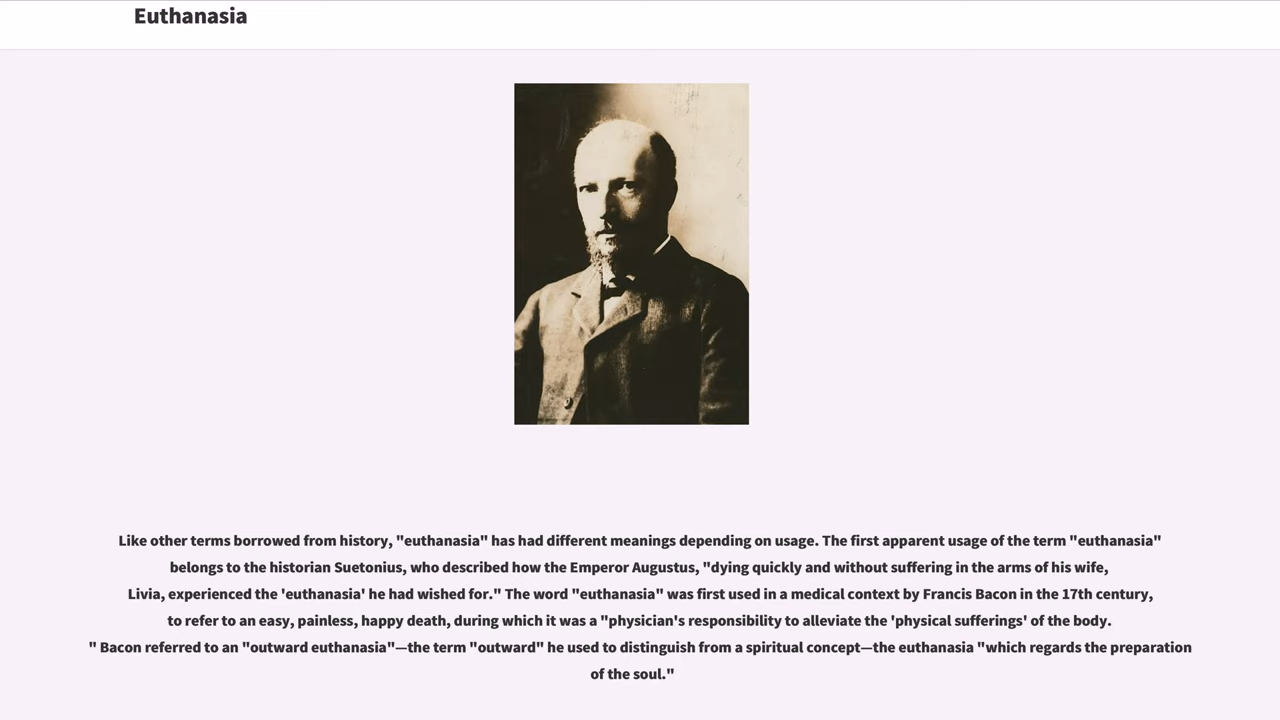 Euthanasia
Like other terms borrowed from history, "euthanasia" has had different meanings depending on usage. The first apparent usage of the term "euthanasia"
belongs to the historian Suetonius, who described how the Emperor Augustus, "dying quickly and without suffering in the arms of his wife,
Livia, experienced the 'euthanasia' he had wished for." The word "euthanasia" was first used in a medical context by Francis Bacon in the 17th century,
to refer to an easy, painless, happy death, during which it was a "physician's responsibility to alleviate the 'physical sufferings' of the body.
" Bacon referred to an "outward euthanasia"—the term "outward" he used to distinguish from a spiritual concept—the euthanasia "which regards the preparation
of the soul."